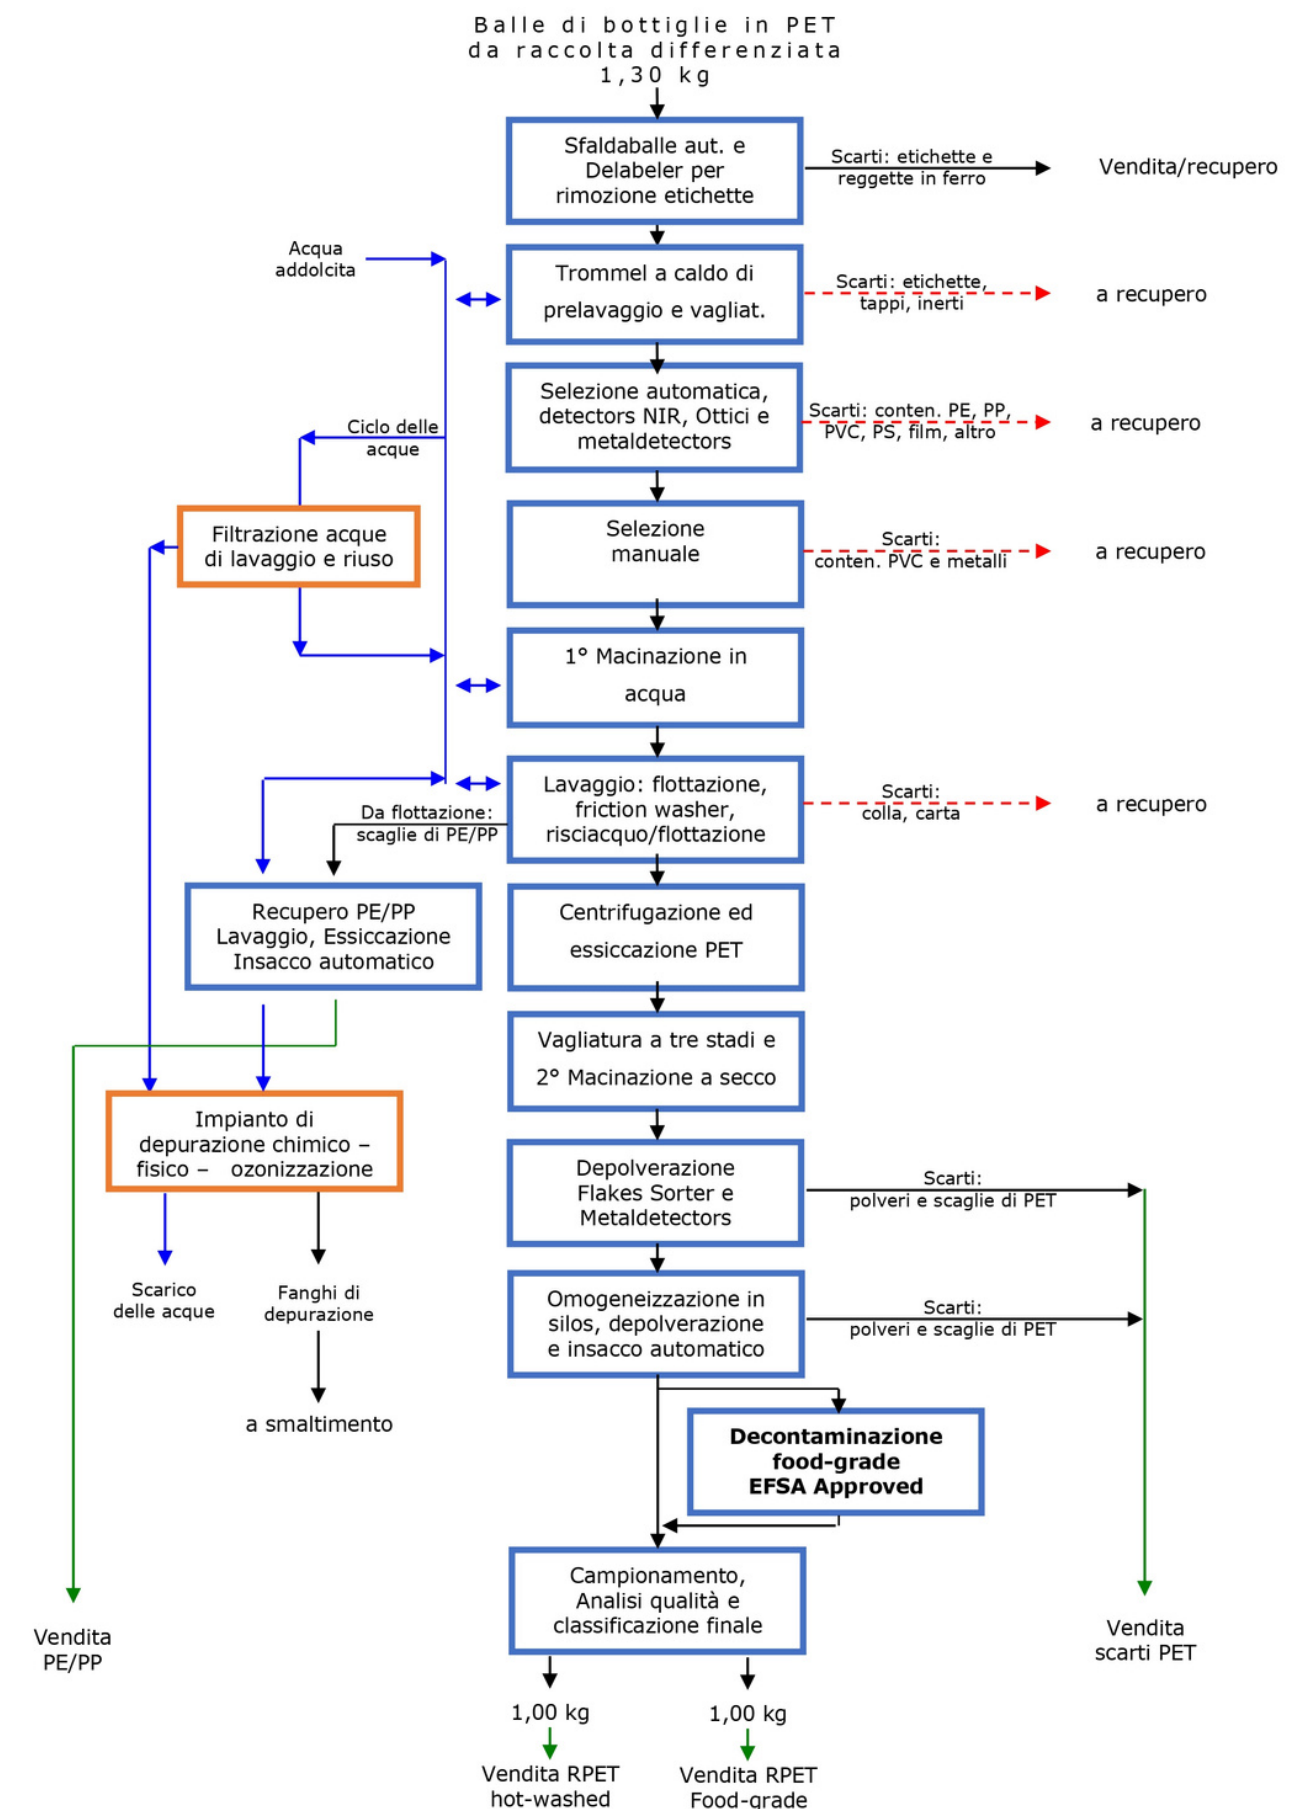 Balle di bottiglie in PET
da raccolta differenziata
1,30 kg
Sfaldaballe aut. e
Delabeler per
rimozione etichette
Scarti: etichette e
reggette in ferro
Vendita/recupero
Acqua
addolcita
Trommel a caldo di
prelavaggio e vagliat.
Scarti: etichette,
tappi, inerti
a recupero
Selezione automatica,
detectors NIR, Ottici e
metaldetectors
Scarti: conten. PE, PP,
PVC, PS, film, altro
a recupero
Ciclo delle
acque
Filtrazione acque
di lavaggio e riuso
Selezione
manuale
Scarti:
conten. PVC e metalli
a recupero
1° Macinazione in
acqua
Lavaggio: flottazione,
friction washer,
risciacquo/flottazione
Scarti:
colla, carta
a recupero
Da flottazione:
scaglie di PE/PP
Recupero PE/PP
Lavaggio, Essiccazione
Insacco automatico
Centrifugazione ed
essiccazione PET
Vagliatura a tre stadi e
2° Macinazione a secco
Impianto di
depurazione chimico –
fisico – ozonizzazione
Depolverazione
Flakes Sorter e
Metaldetectors
Scarti:
polveri e scaglie di PET
Scarico
delle acque
Fanghi di
depurazione
a smaltimento
Omogeneizzazione in
silos, depolverazione
e insacco automatico
Scarti:
polveri e scaglie di PET
Decontaminazione
food-grade
EFSA Approved
Campionamento,
Analisi qualità e
classificazione finale
Vendita
PE/PP
Vendita
scarti PET
1,00 kg
1,00 kg
Vendita RPET
hot-washed
Vendita RPET
Food-grade